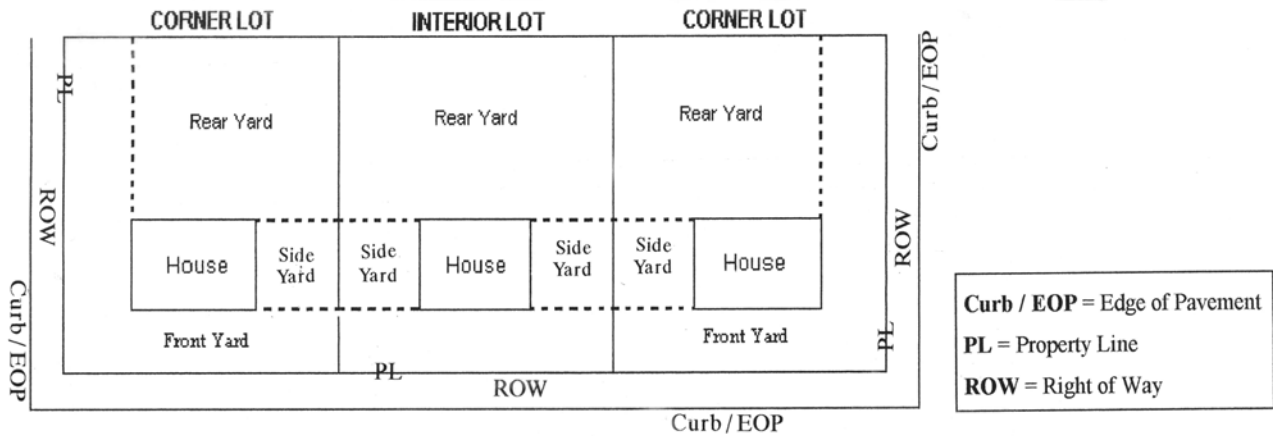 CORNER LOT
INTERIOR LOT
CORNER LOT
PL
Curb / EOP
Rear Yard
Rear Yard
Rear Yard
ROW
ROW
House
Side
Yard
Side
Yard
House
Side
Yard
Side
Yard
House
Curb / EOP
Front Yard
Front Yard
PL
PL
ROW
Curb / EOP
Curb / EOP = Edge of Pavement
PL = Property Line
ROW = Right of Way